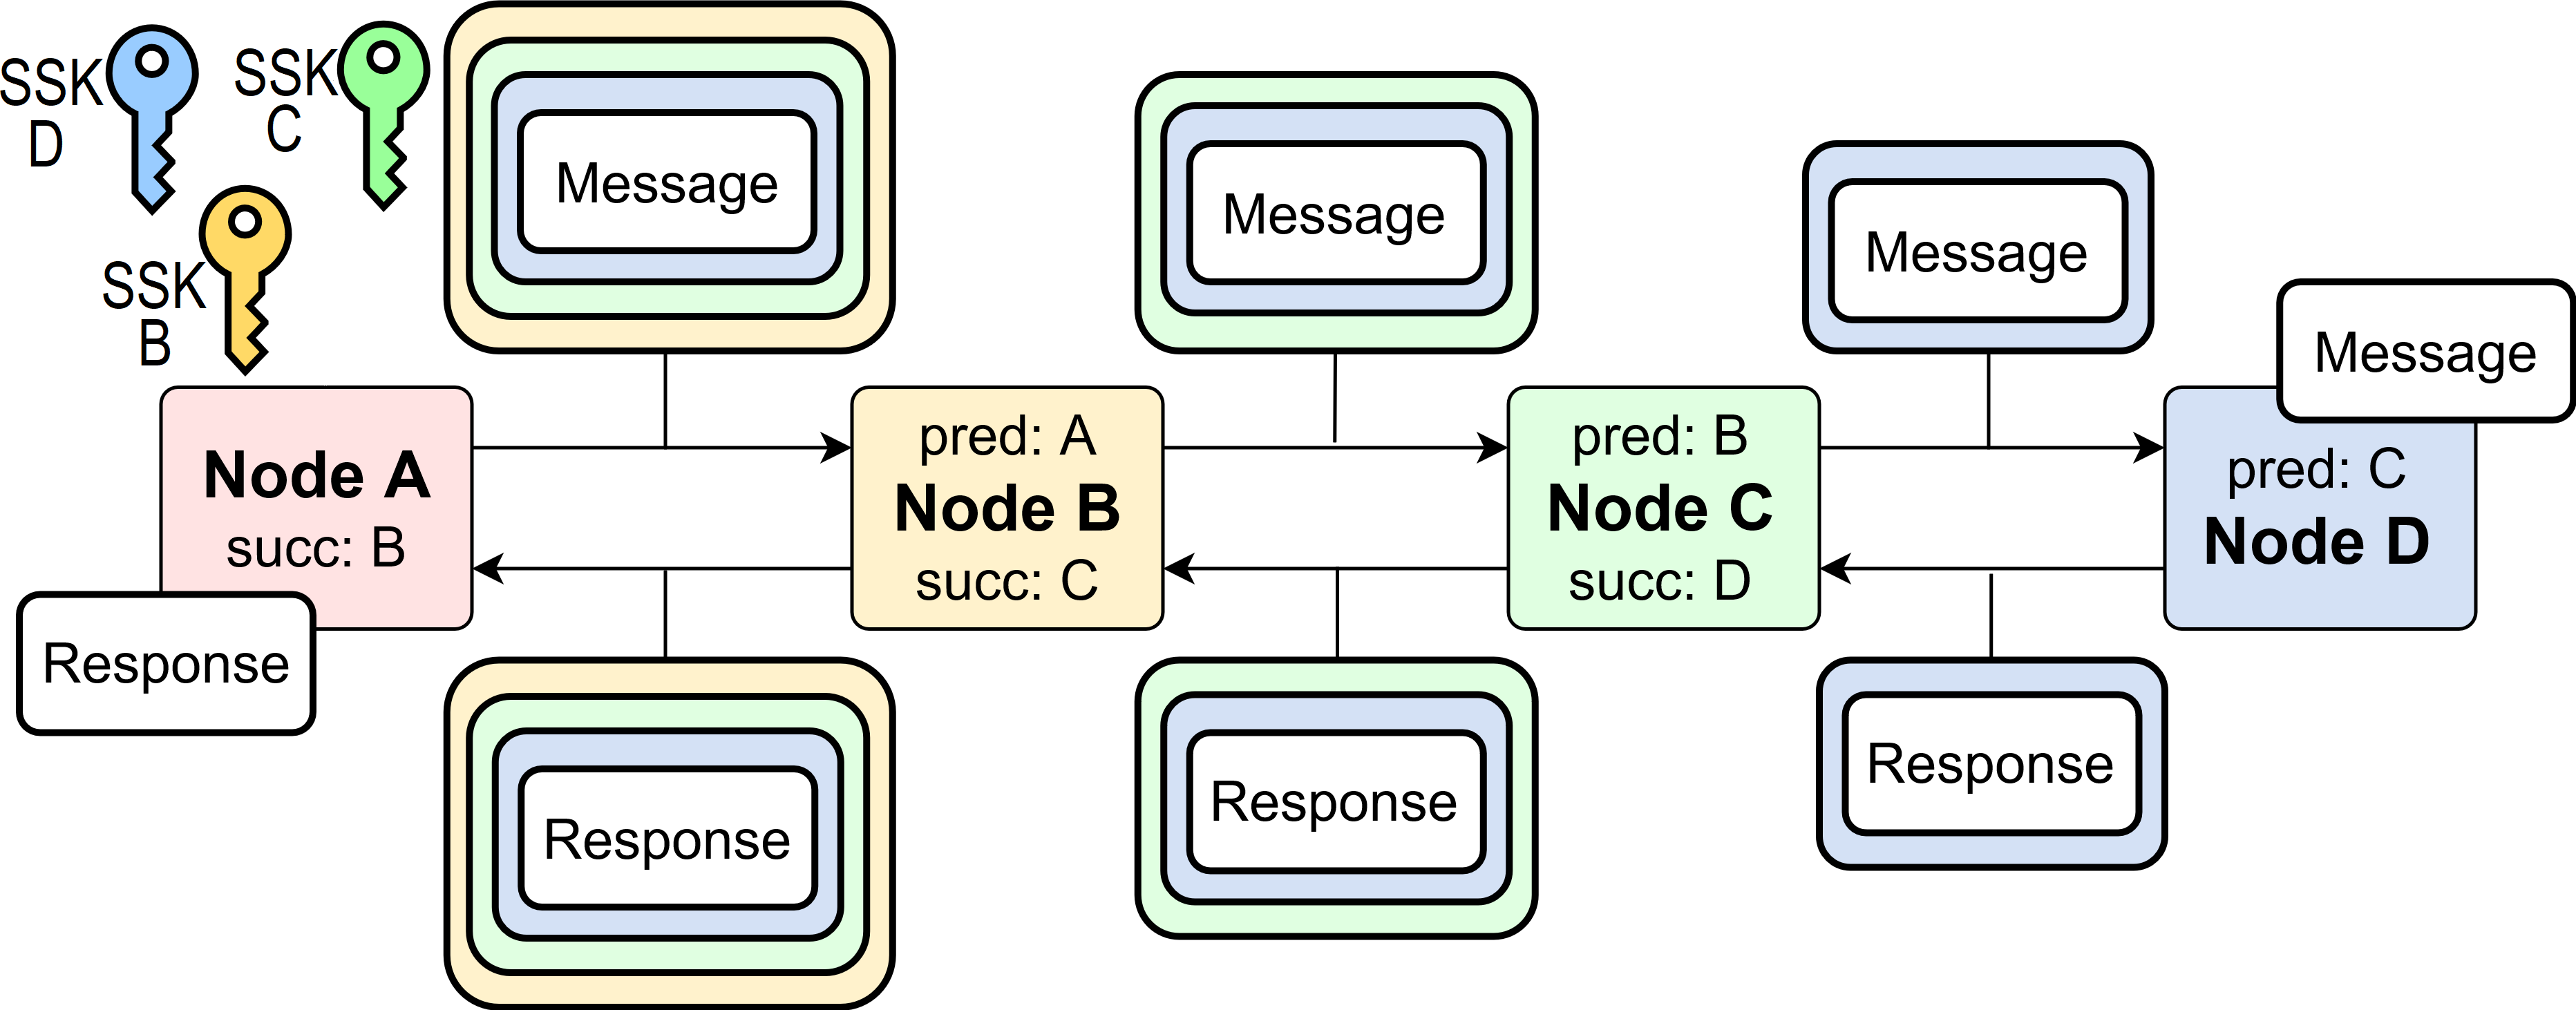 SSK
D
SSK
C
SSK
B
Message
Message
Message
Message
Node A
succ: B
pred: A
Node B
succ: C
pred: B
Node C
succ: D
pred: C
Node D
Response
Response
Response
Response